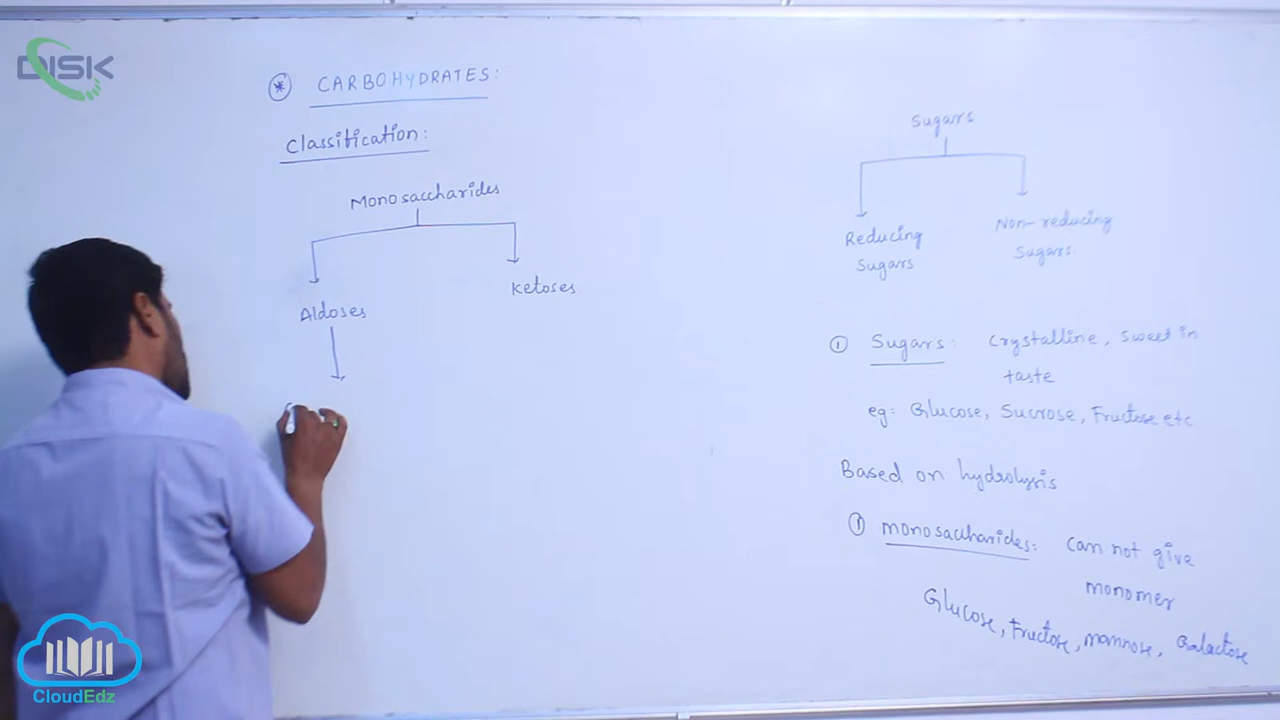 DISK
* CARBOHYDRATES:
Classification:
Monosaccharides
Aldoses
Ketoses
Sugars
Reducing
Sugars
Non-reducing
Sugars.
① Sugars: Crystalline, Sweet in
taste
eg: Glucose, Sucrose, Fructose etc
Based on hydrolysis
① monosaccharides: Can not give
monomer
Glucose, Fructose, mannose, Galactose
CloudEdz